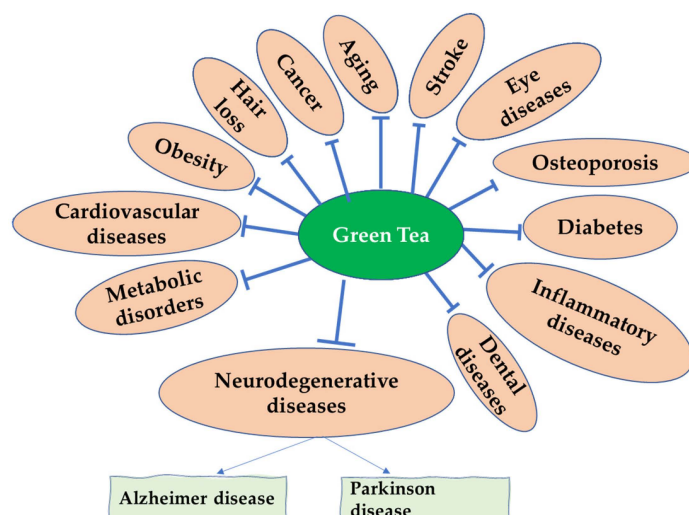 Aging
Stroke
Cancer
Eye
diseases
Hair
loss
Obesity
Osteoporosis
Cardiovascular
diseases
Green Tea
Diabetes
Metabolic
disorders
Inflammatory
diseases
Dental
diseases
Neurodegenerative
diseases
Alzheimer disease
Parkinson
disease